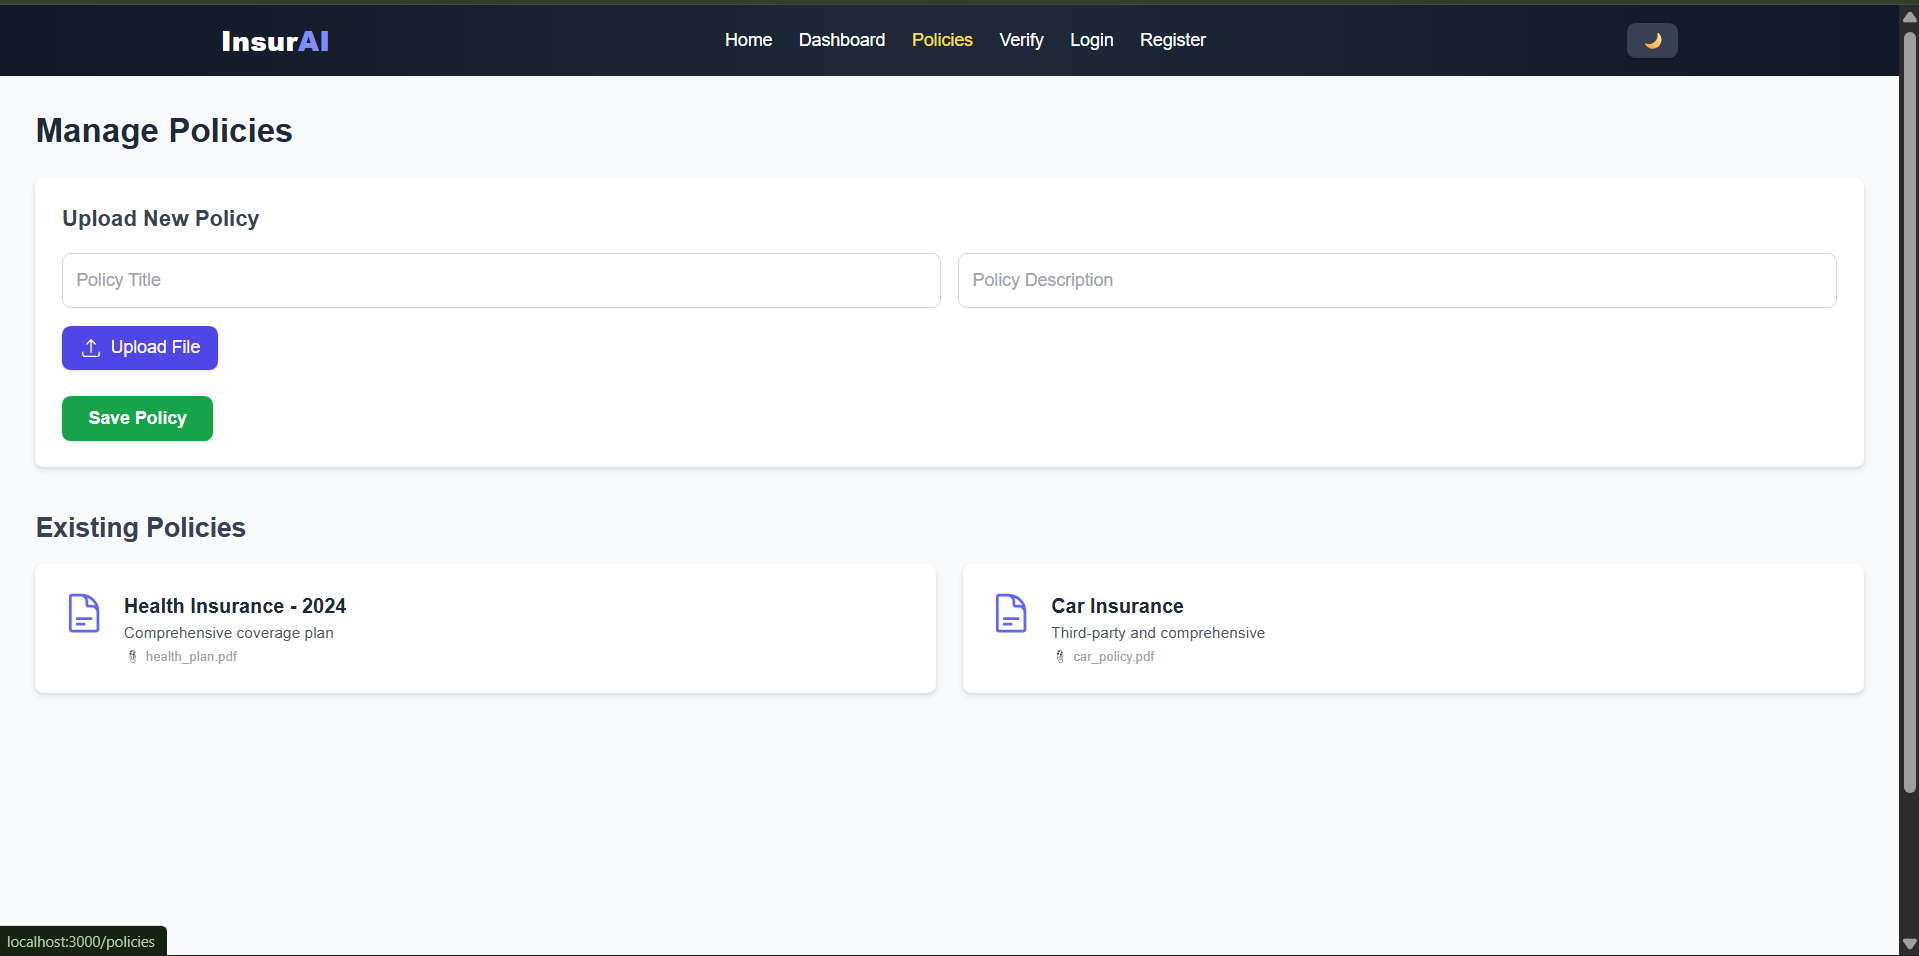 InsurAI
Home Dashboard Policies Verify Login Register
Manage Policies
Upload New Policy
Policy Title
Policy Description
Upload File
Save Policy
Existing Policies
Health Insurance - 2024
Comprehensive coverage plan
health_plan.pdf
Car Insurance
Third-party and comprehensive
car_policy.pdf
localhost:3000/policies